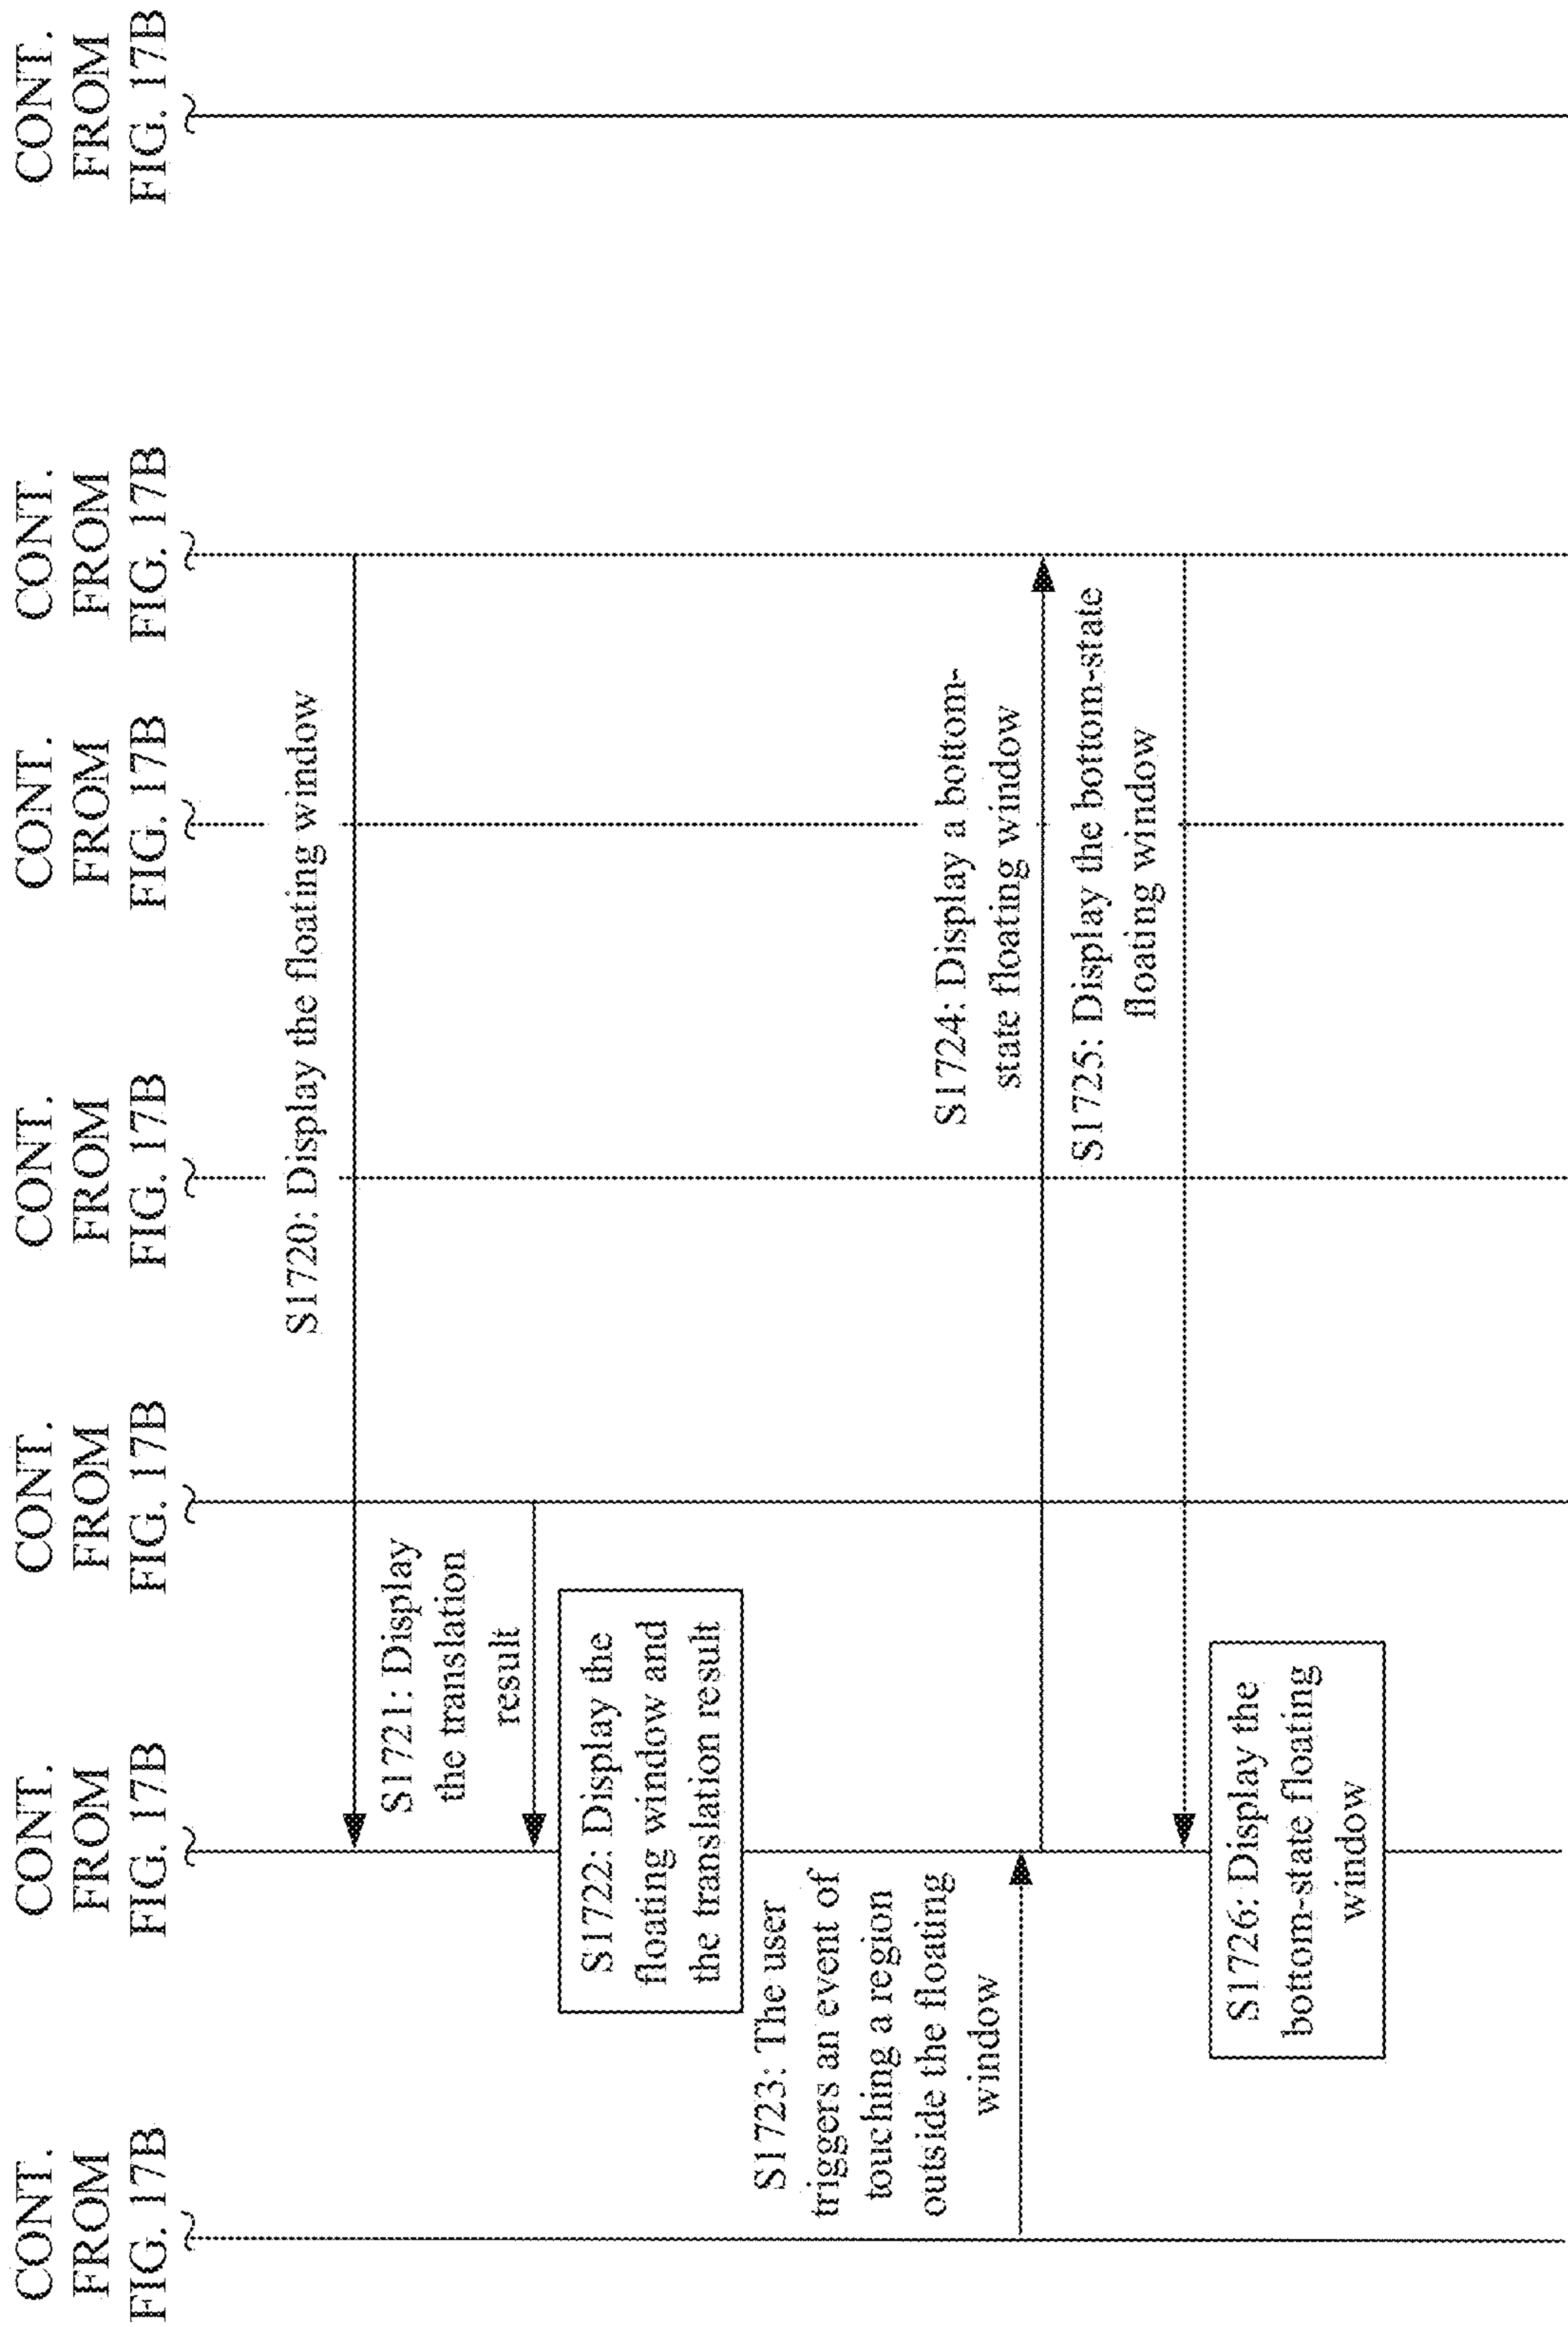 CONT.
FROM
FIG. 17B
CONT.
FROM
FIG. 17B
CONT.
FROM
FIG. 17B
CONT.
FROM
FIG. 17B
CONT.
FROM
FIG. 17B
CONT.
FROM
FIG. 17B
CONT.
FROM
FIG. 17B
S1720: Display the floating window
S1721: Display
the translation
result
S1722: Display the
floating window and
the translation result
S1723: The user
triggers an event of
touching a region
outside the floating
window
S1724: Display a bottom-
state floating window
S1725: Display the bottom-state
floating window
S1726: Display the
bottom-state floating
window